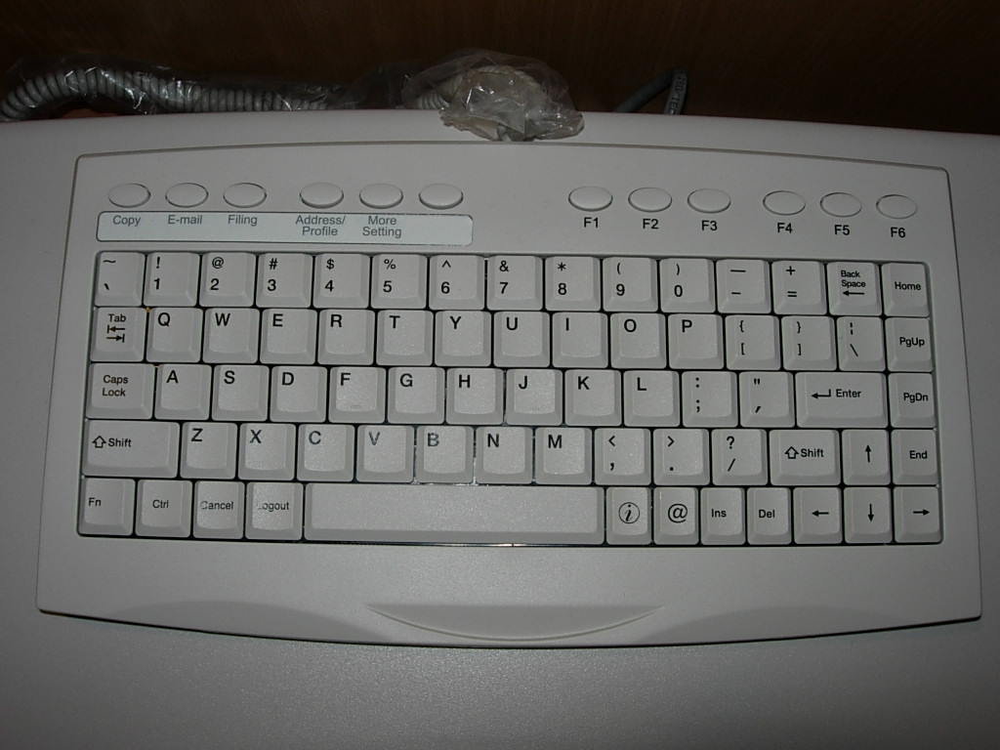 Copy E-mail Filing Address/ More
Profile Setting
F1 F2 F3 F4 F5 F6
~ ! @ # $ % ^ & * ( ) — + Back
Space
` 1 2 3 4 5 6 7 8 9 0 - = ← Home
Tab Q W E R T Y U I O P { } ¦ PgUp
[ ] \
Caps A S D F G H J K L : " ↵ Enter PgDn
Lock ; ,
⇧ Shift Z X C V B N M < > ? ⇧ Shift ↑ End
, . /
Fn Ctrl Cancel Logout i @ Ins Del ← ↓ →